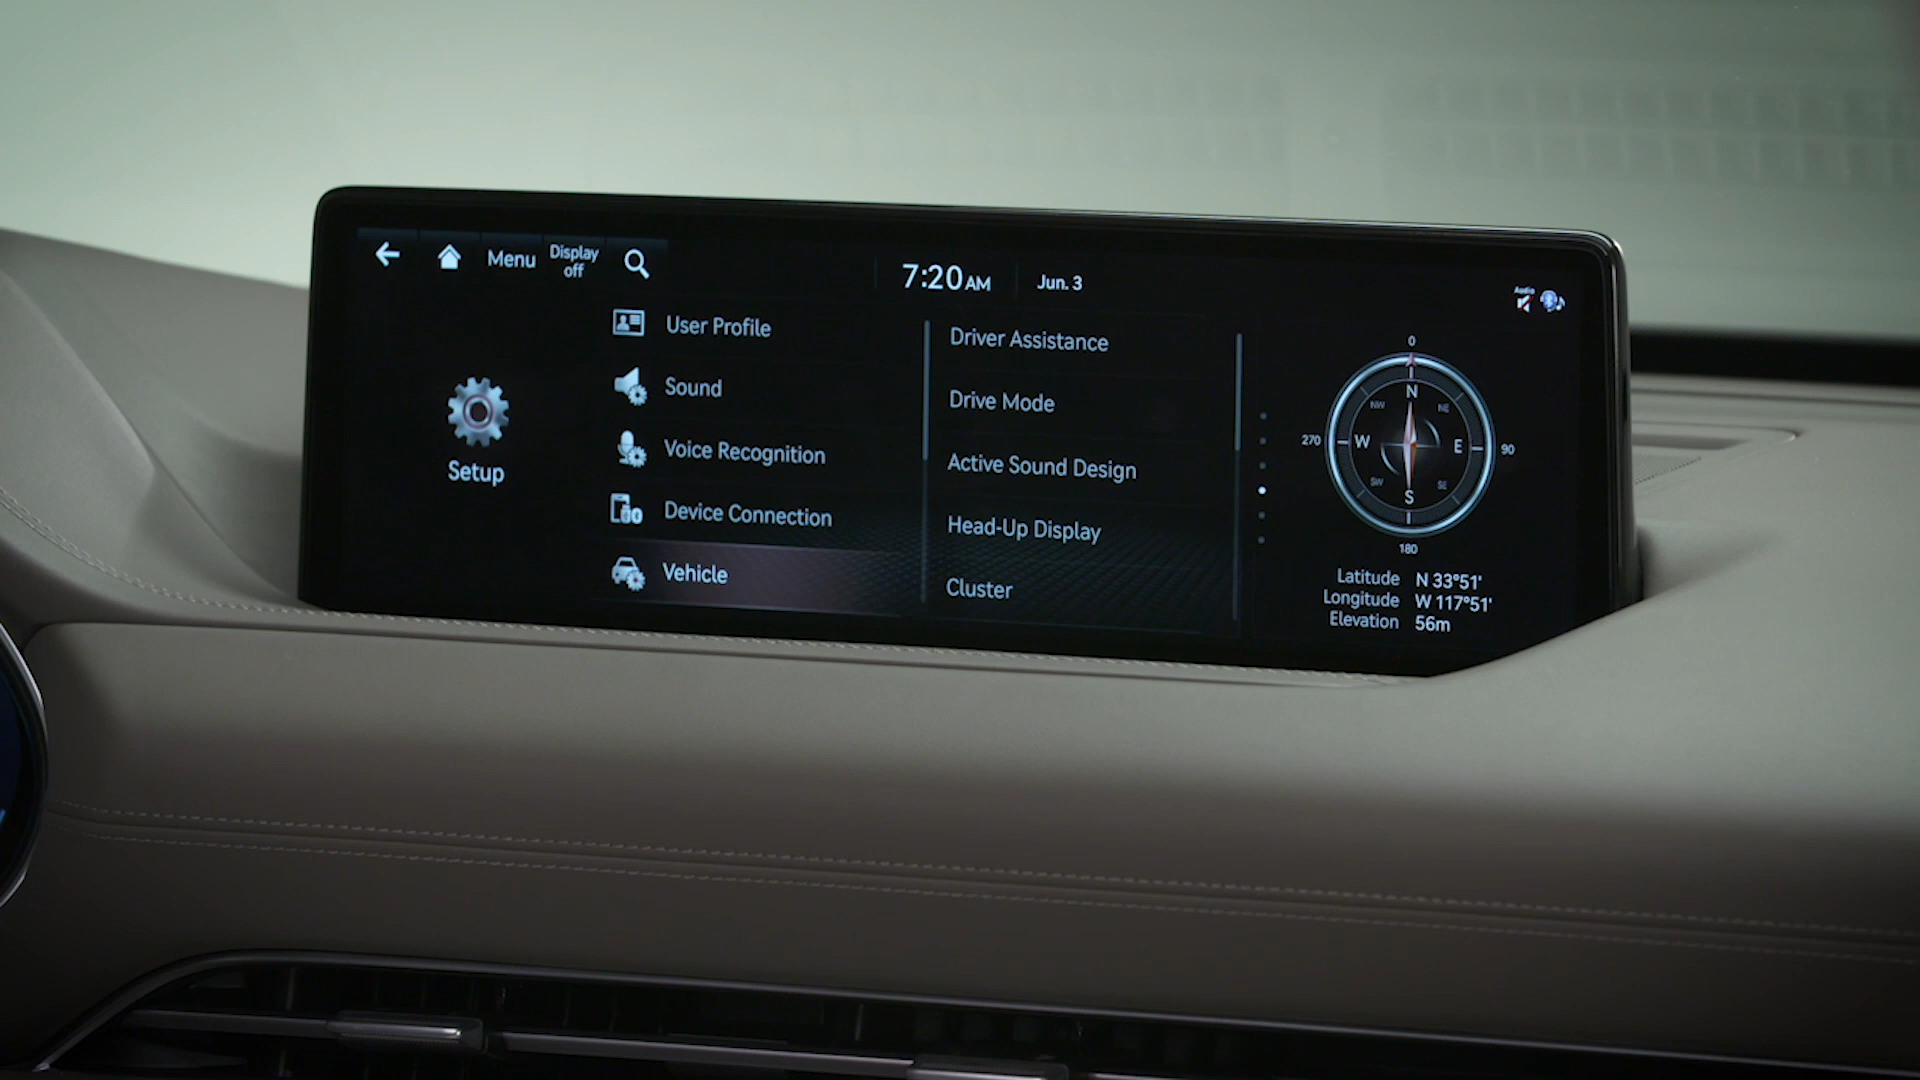 Menu
Display
off
7:20AM
Jun. 3
Audio
Setup
User Profile
Sound
Voice Recognition
Device Connection
Vehicle
Driver Assistance
Drive Mode
Active Sound Design
Head-Up Display
Cluster
0
N
NW
NE
270
W
E
90
SW
SE
S
180
Latitude N 33°51'
Longitude W 117°51'
Elevation 56m